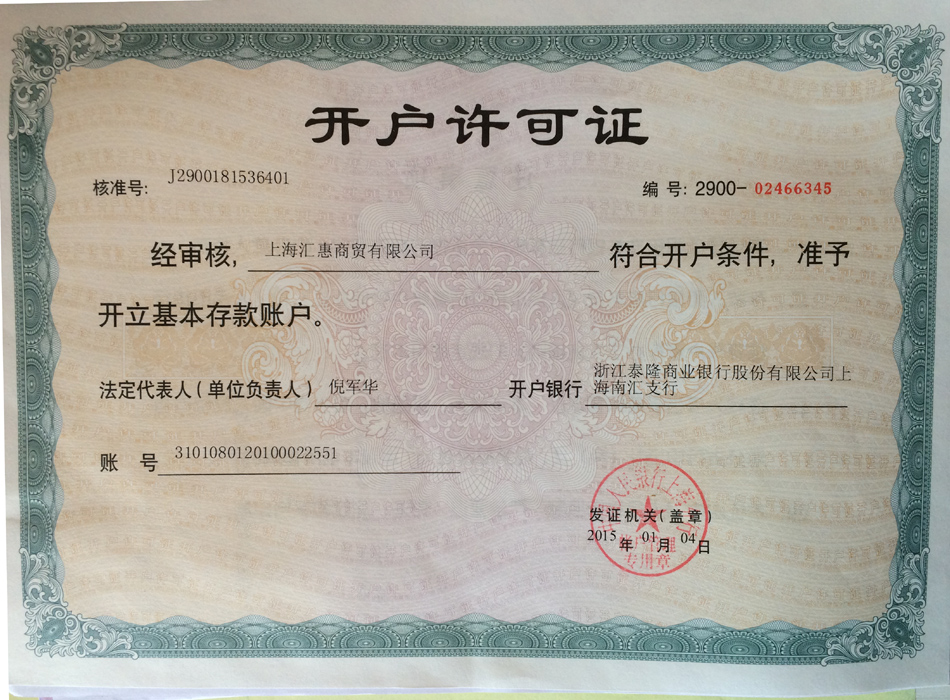 开户许可证
核准号: J2900181536401 编 号: 2900- 02466345
经审核, 上海汇惠商贸有限公司 符合开户条件, 准予
开立基本存款账户。
法定代表人(单位负责人) 倪军华 开户银行 浙江泰隆商业银行股份有限公司上
海南汇支行
账 号 3101080120100022551
发证机关(盖章)
2015 年 01 月 04 日
专用章